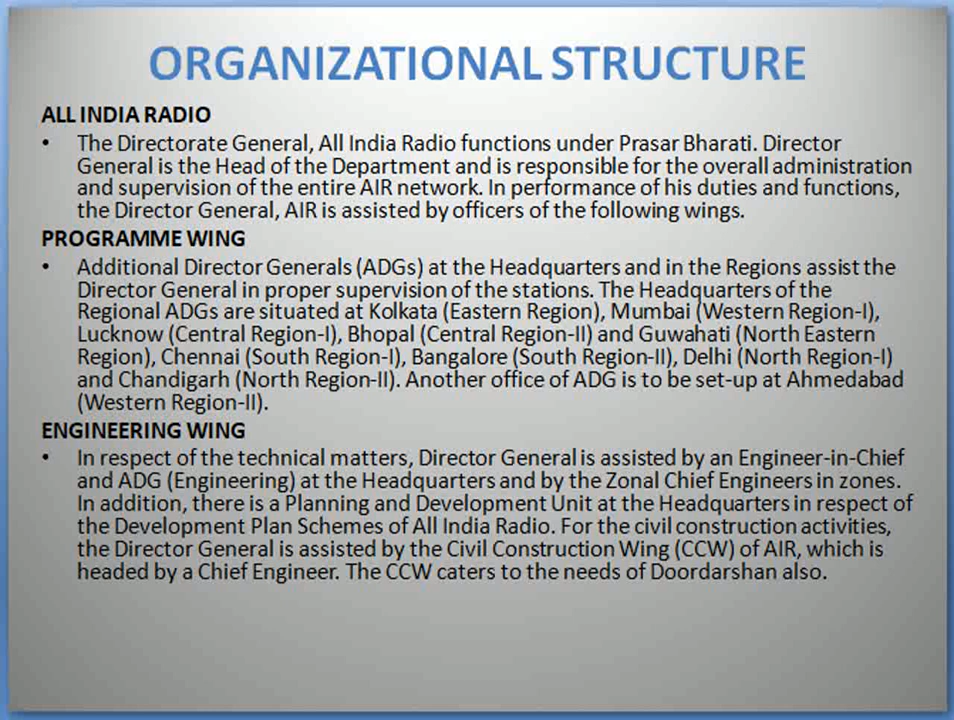 ORGANIZATIONAL STRUCTURE
ALL INDIA RADIO
• The Directorate General, All India Radio functions under Prasar Bharati. Director
General is the Head of the Department and is responsible for the overall administration
and supervision of the entire AIR network. In performance of his duties and functions,
the Director General, AIR is assisted by officers of the following wings.
PROGRAMME WING
• Additional Director Generals (ADGs) at the Headquarters and in the Regions assist the
Director General in proper supervision of the stations. The Headquarters of the
Regional ADGs are situated at Kolkata (Eastern Region), Mumbai (Western Region-I),
Lucknow (Central Region-I), Bhopal (Central Region-II) and Guwahati (North Eastern
Region), Chennai (South Region-I), Bangalore (South Region-II), Delhi (North Region-I)
and Chandigarh (North Region-II). Another office of ADG is to be set-up at Ahmedabad
(Western Region-II).
ENGINEERING WING
• In respect of the technical matters, Director General is assisted by an Engineer-in-Chief
and ADG (Engineering) at the Headquarters and by the Zonal Chief Engineers in zones.
In addition, there is a Planning and Development Unit at the Headquarters in respect of
the Development Plan Schemes of All India Radio. For the civil construction activities,
the Director General is assisted by the Civil Construction Wing (CCW) of AIR, which is
headed by a Chief Engineer. The CCW caters to the needs of Doordarshan also.